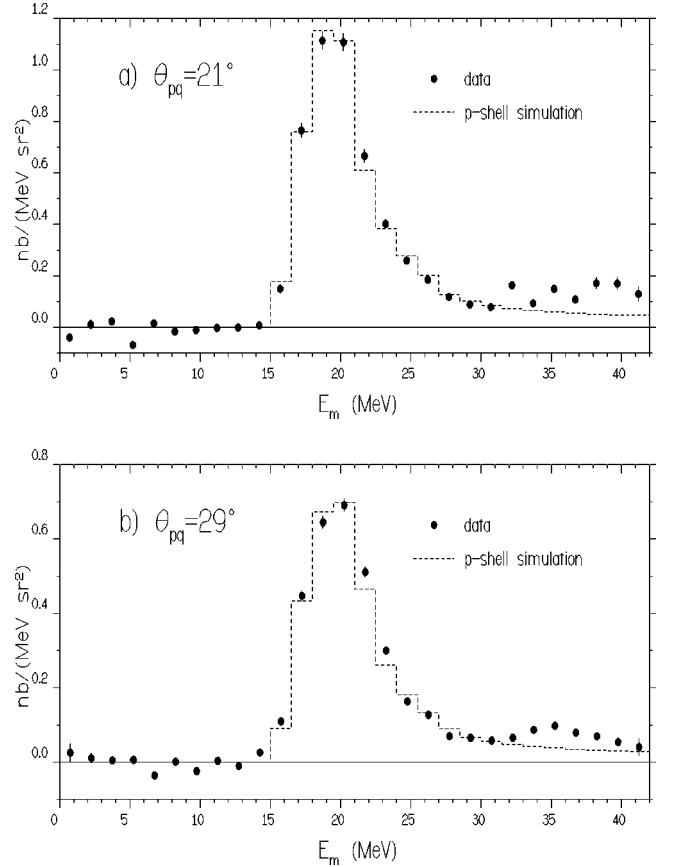 1.2
1.0
0.8
0.6
0.4
0.2
0.0
nb/(MeV sr²)
a) θpq=21°
data
p-shell simulation
0 5 10 15 20 25 30 35 40
Em (MeV)
0.8
0.6
0.4
0.2
0.0
nb/(MeV sr²)
b) θpq=29°
data
p-shell simulation
0 5 10 15 20 25 30 35 40
Em (MeV)